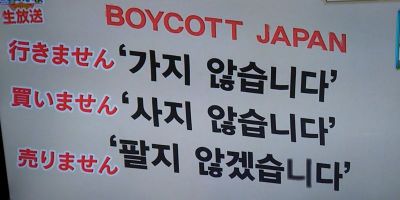 生放送
BOYCOTT JAPAN
行きません '가지 않습니다'
買いません '사지 않습니다'
売りません '팔지 않겠습니다'